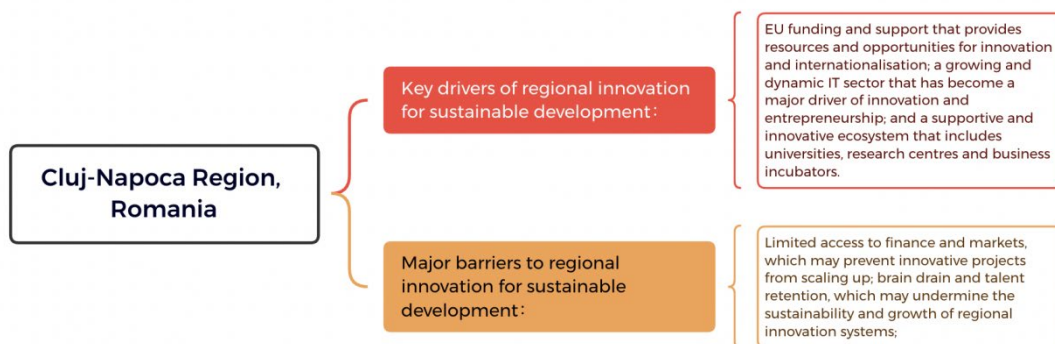 Cluj-Napoca Region,
Romania
Key drivers of regional innovation
for sustainable development:
EU funding and support that provides
resources and opportunities for innovation
and internationalisation; a growing and
dynamic IT sector that has become a
major driver of innovation and
entrepreneurship; and a supportive and
innovative ecosystem that includes
universities, research centres and business
incubators.
Major barriers to regional
innovation for sustainable
development:
Limited access to finance and markets,
which may prevent innovative projects
from scaling up; brain drain and talent
retention, which may undermine the
sustainability and growth of regional
innovation systems;